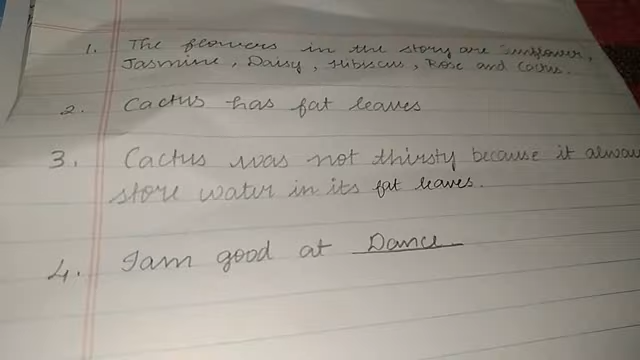 1. The flowers in the story are sunflower,
Jasmine, Daisy, Hibiscus, Rose and Cactus.
2. Cactus has fat leaves
3. Cactus was not thirsty because it alway
store water in its fat leaves.
4. I am good at Dance